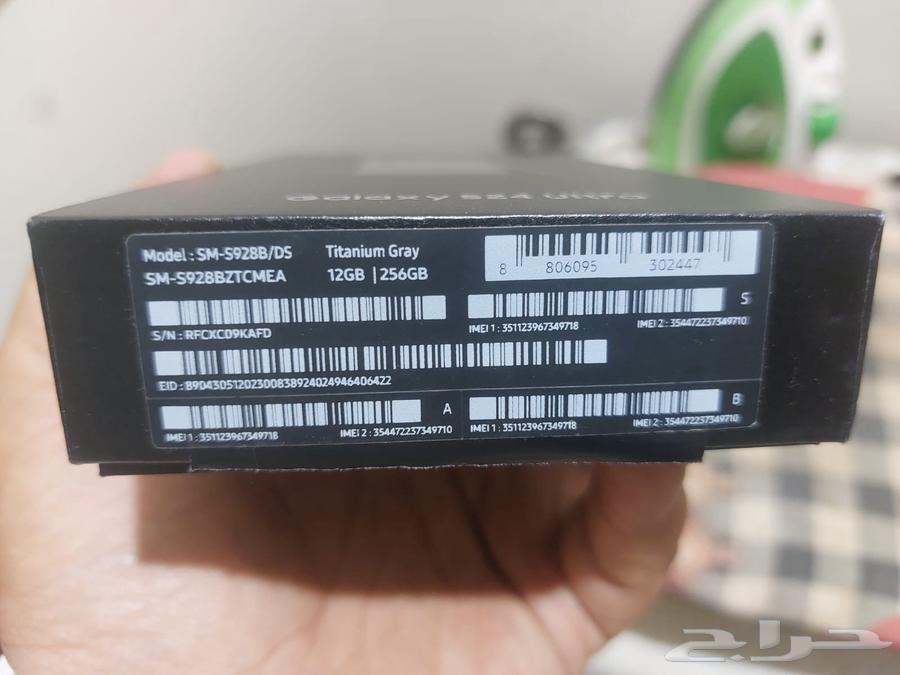 Galaxy S24 Ultra
Model : SM-S928B/DS
SM-S928BZTCMEA
Titanium Gray
12GB | 256GB
8 806095 302447
S/N : RFCXC09KAFD
S
IMEI 1 : 351123967349718 IMEI 2 : 354472237349710
EID : 89043051202300838924024946406422
A
IMEI 1 : 351123967349718 IMEI 2 : 354472237349710
B
IMEI 1 : 351123967349718 IMEI 2 : 354472237349710
حراج